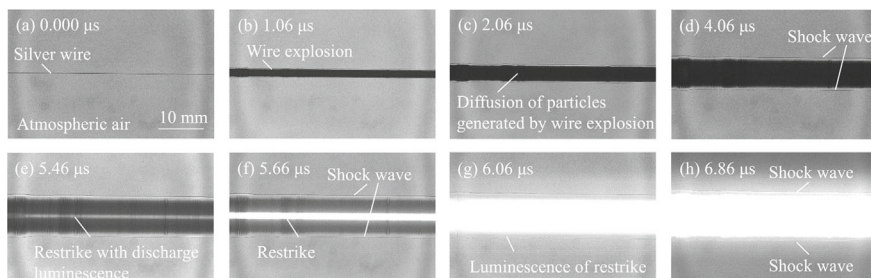 (a) 0.000 μs
Silver wire
Atmospheric air
10 mm
(b) 1.06 μs
Wire explosion
(c) 2.06 μs
Diffusion of particles
generated by wire explosion
(d) 4.06 μs
Shock wave
(e) 5.46 μs
Restrike with discharge
luminescence
(f) 5.66 μs
Shock wave
Restrike
(g) 6.06 μs
Luminescence of restrike
(h) 6.86 μs
Shock wave
Shock wave